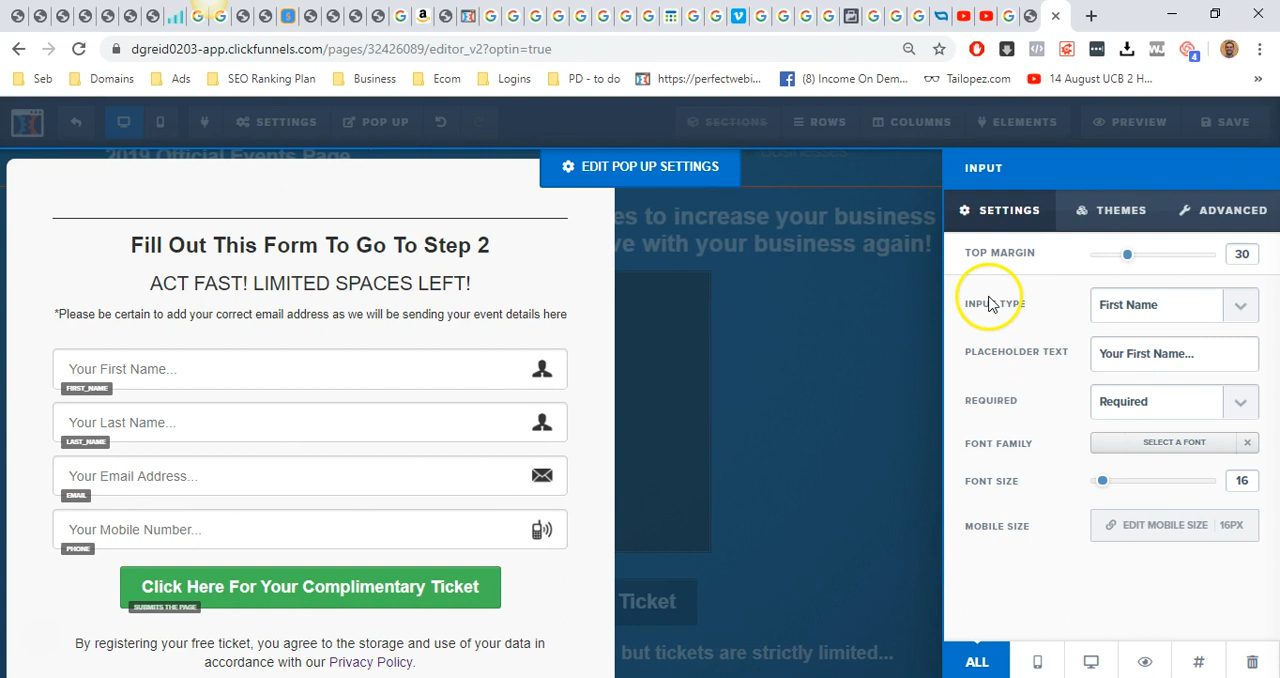 dgreid0203-app.clickfunnels.com/pages/32426089/editor_v2?optin=true
4
Seb
Domains
Ads
SEO Ranking Plan
Business
Ecom
Logins
PD - to do
https://perfectwebi...
(8) Income On Dem...
Tailopez.com
14 August UCB 2 H...
»
SETTINGS
POP UP
SECTIONS
ROWS
COLUMNS
ELEMENTS
PREVIEW
SAVE
2019 Official Events Page
businesses
EDIT POP UP SETTINGS
es to increase your business
ve with your business again!
Ticket
but tickets are strictly limited...
Fill Out This Form To Go To Step 2
ACT FAST! LIMITED SPACES LEFT!
*Please be certain to add your correct email address as we will be sending your event details here
Your First Name...
FIRST_NAME
Your Last Name...
LAST_NAME
Your Email Address...
EMAIL
Your Mobile Number...
PHONE
Click Here For Your Complimentary Ticket
SUBMITS THE PAGE
By registering your free ticket, you agree to the storage and use of your data in
accordance with our Privacy Policy.
INPUT
SETTINGS
THEMES
ADVANCED
TOP MARGIN
30
INPUT TYPE
First Name
PLACEHOLDER TEXT
Your First Name...
REQUIRED
Required
FONT FAMILY
SELECT A FONT
×
FONT SIZE
16
MOBILE SIZE
EDIT MOBILE SIZE
16PX
ALL
#